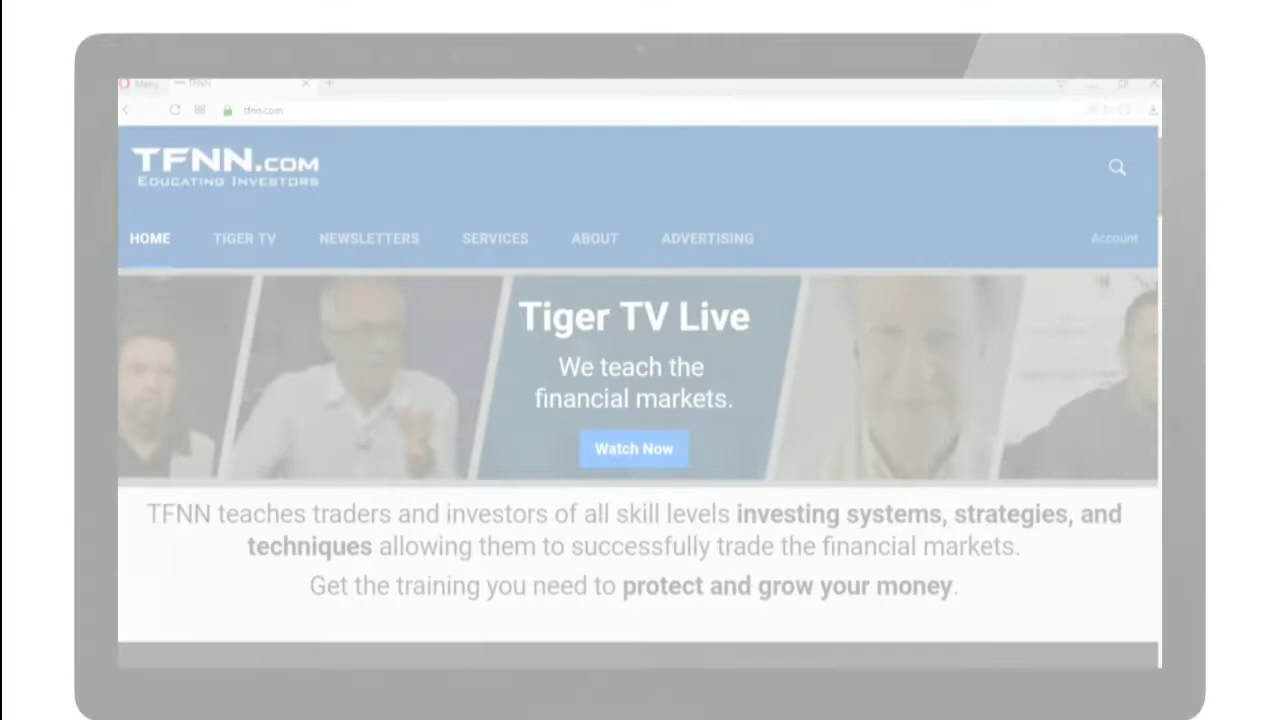 Menu
TFNN
tfnn.com
TFNN.COM
EDUCATING INVESTORS
HOME
TIGER TV
NEWSLETTERS
SERVICES
ABOUT
ADVERTISING
Account
Tiger TV Live
We teach the
financial markets.
Watch Now
TFNN teaches traders and investors of all skill levels investing systems, strategies, and
techniques allowing them to successfully trade the financial markets.
Get the training you need to protect and grow your money.